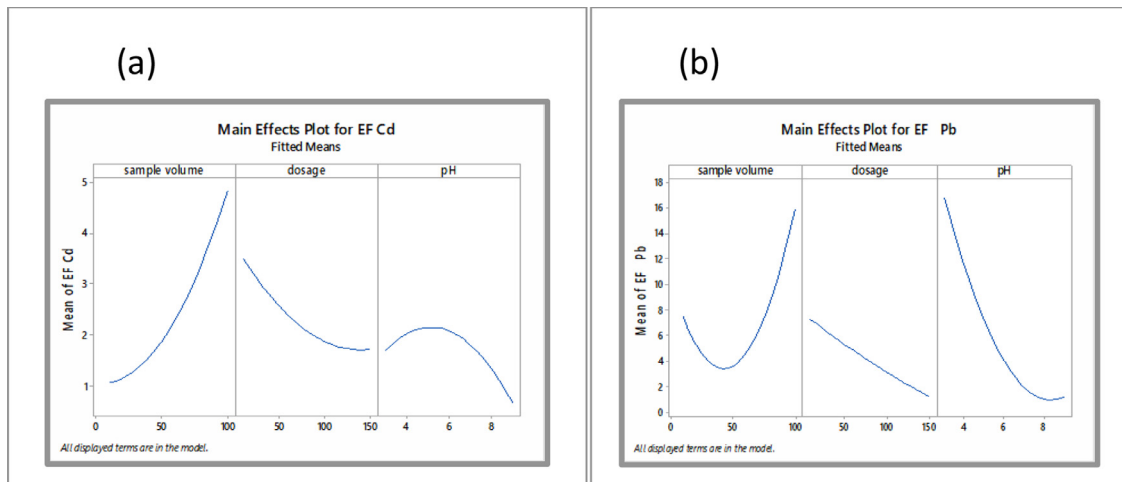 (a)
Main Effects Plot for EF Cd
Fitted Means
sample volume dosage pH
Mean of EF Cd
5
4
3
2
1
0 50 100 50 100 150 4 6 8
All displayed terms are in the model.
(b)
Main Effects Plot for EF Pb
Fitted Means
sample volume dosage pH
Mean of EF Pb
18
16
14
12
10
8
6
4
2
0
0 50 100 50 100 150 4 6 8
All displayed terms are in the model.